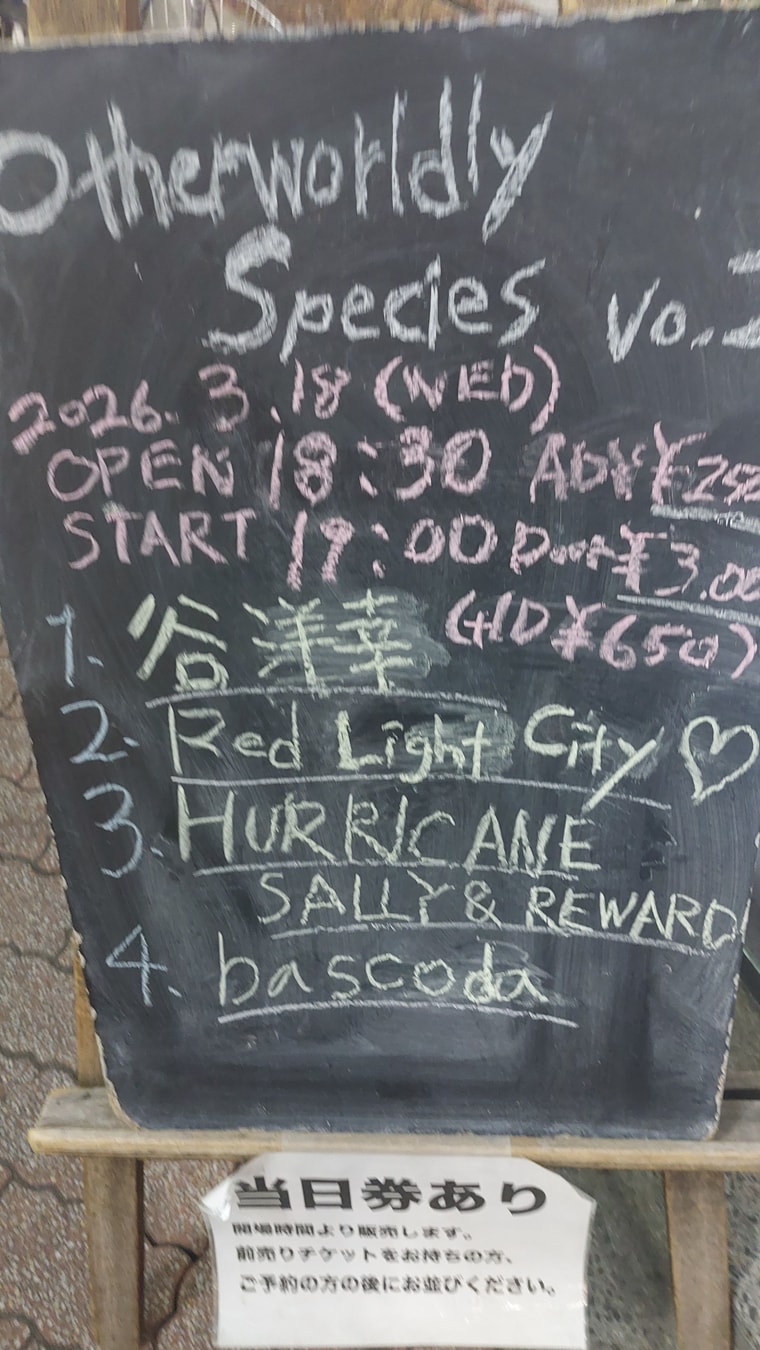 Otherworldly
Species Vo.
2026. 3.18 (WED)
OPEN 18:30 ADV
START 19:00 Door ¥3.00
(+1D ¥650)
1. 谷 洋幸
2. Red Light City ♡
3. HURRICANE
SALLY & REWARD
4. bascoda
当日券あり
開場時間より販売します。
前売りチケットをお持ちの方、
ご予約の方の後にお並びください。